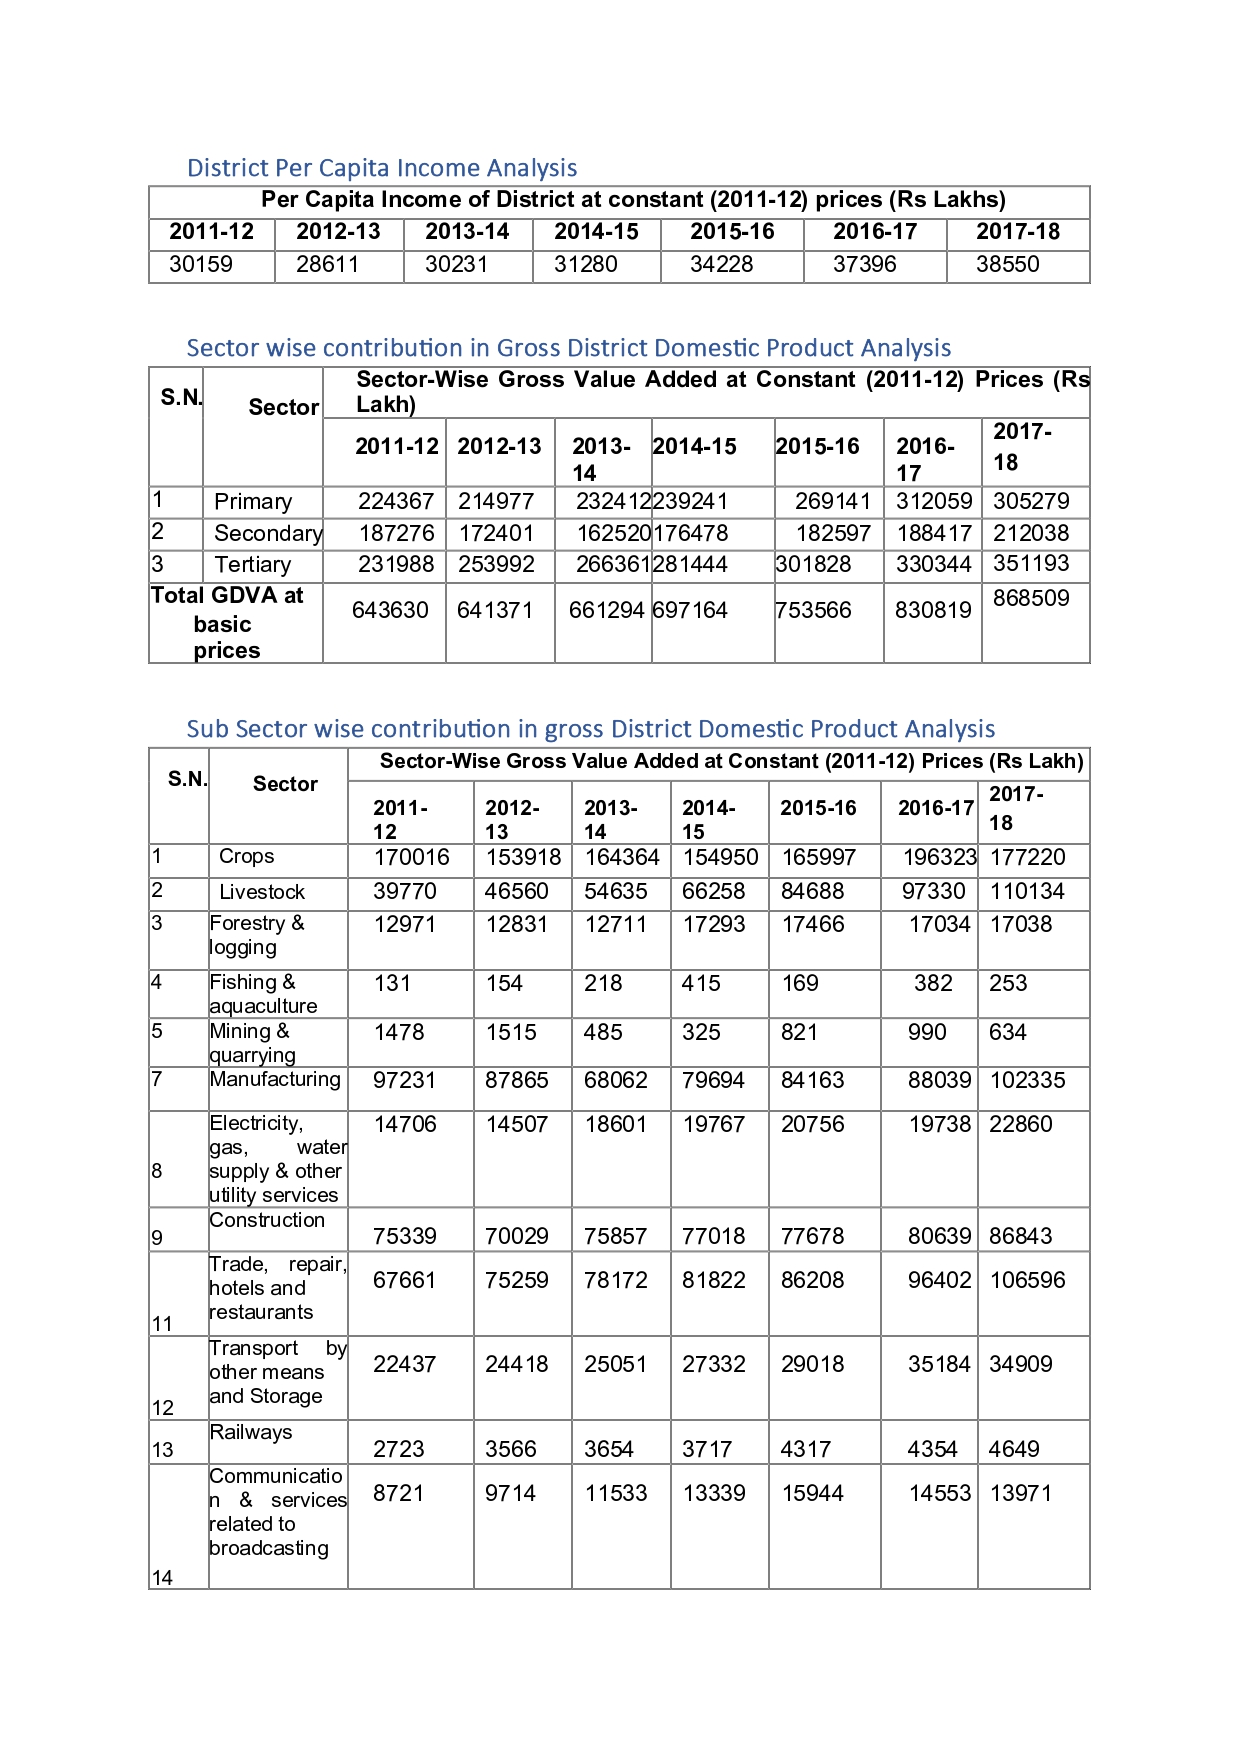 District Per Capita Income Analysis
Per Capita Income of District at constant (2011-12) prices (Rs Lakhs)
2011-12 2012-13 2013-14 2014-15 2015-16 2016-17 2017-18
30159 28611 30231 31280 34228 37396 38550
Sector wise contribution in Gross District Domestic Product Analysis
S.N. Sector Sector-Wise Gross Value Added at Constant (2011-12) Prices (Rs
Lakh)
2011-12 2012-13 2013- 2014-15 2015-16 2016- 2017-
14 17 18
1 Primary 224367 214977 232412 239241 269141 312059 305279
2 Secondary 187276 172401 162520 176478 182597 188417 212038
3 Tertiary 231988 253992 266361 281444 301828 330344 351193
Total GDVA at
basic
prices
643630 641371 661294 697164 753566 830819 868509
Sub Sector wise contribution in gross District Domestic Product Analysis
S.N. Sector Sector-Wise Gross Value Added at Constant (2011-12) Prices (Rs Lakh)
2011- 2012- 2013- 2014- 2015-16 2016-17 2017-
12 13 14 15 18
1 Crops 170016 153918 164364 154950 165997 196323 177220
2 Livestock 39770 46560 54635 66258 84688 97330 110134
3 Forestry & 12971 12831 12711 17293 17466 17034 17038
logging
4 Fishing & 131 154 218 415 169 382 253
aquaculture
5 Mining & 1478 1515 485 325 821 990 634
quarrying
7 Manufacturing 97231 87865 68062 79694 84163 88039 102335
Electricity, 14706 14507 18601 19767 20756 19738 22860
gas, water
8 supply & other
utility services
Construction
9 75339 70029 75857 77018 77678 80639 86843
Trade, repair,
hotels and 67661 75259 78172 81822 86208 96402 106596
restaurants
11
Transport by
other means 22437 24418 25051 27332 29018 35184 34909
and Storage
12
Railways
13 2723 3566 3654 3717 4317 4354 4649
Communicatio
n & services 8721 9714 11533 13339 15944 14553 13971
related to
broadcasting
14